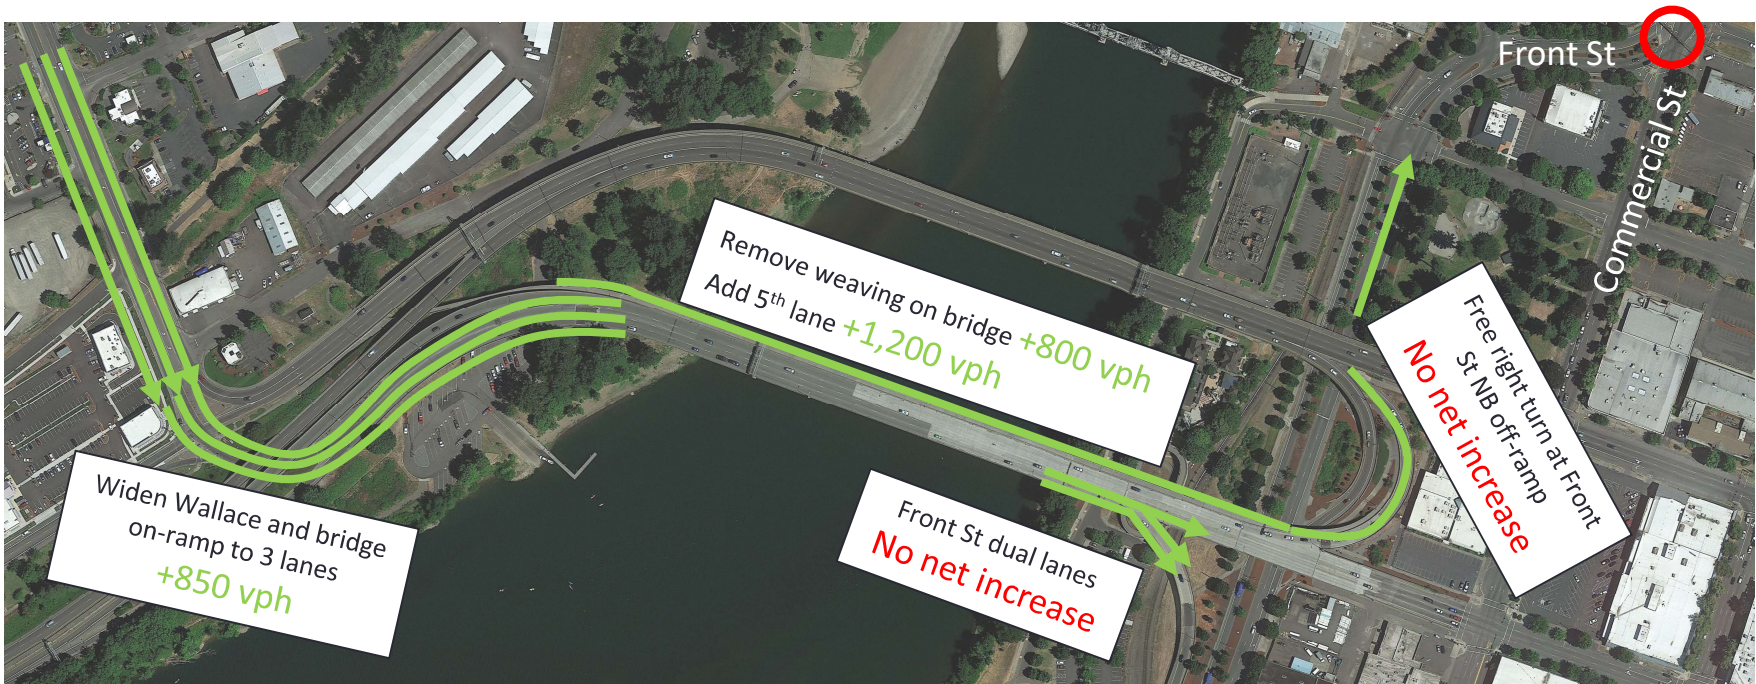 Front St
Commercial St
Remove weaving on bridge +800 vph
Add 5th lane +1,200 vph
Free right turn at Front
St NB off-ramp
No net increase
Widen Wallace and bridge
on-ramp to 3 lanes
+850 vph
Front St dual lanes
No net increase